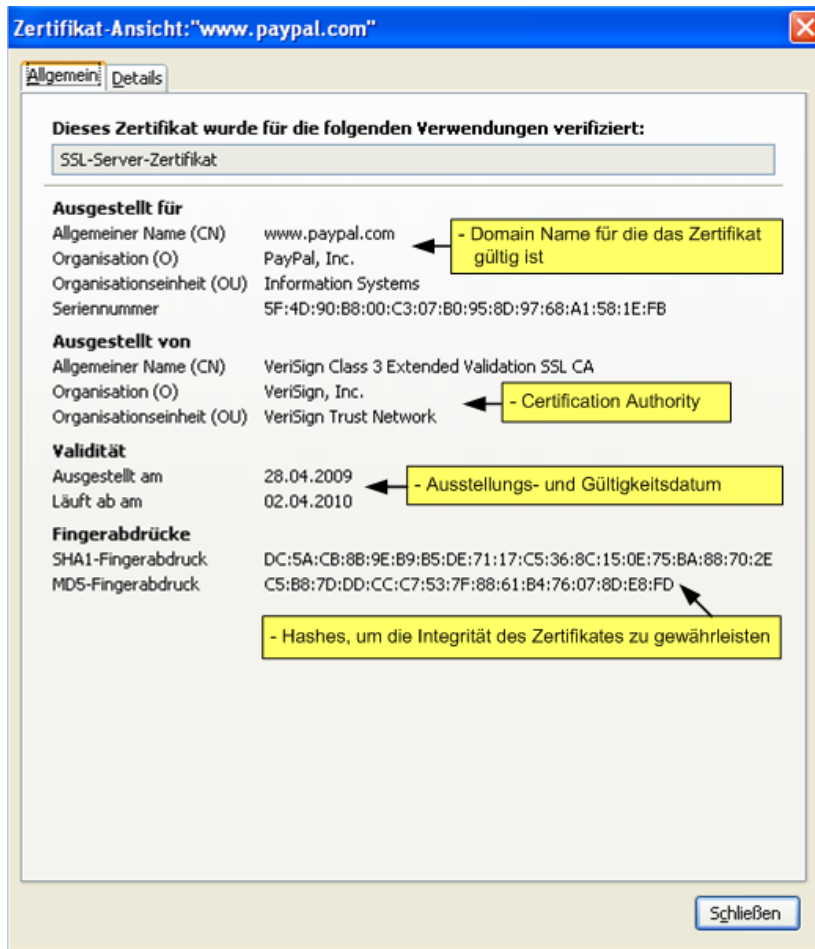 Zertifikat-Ansicht:"www.paypal.com"
Allgemein Details
Dieses Zertifikat wurde für die folgenden Verwendungen verifiziert:
SSL-Server-Zertifikat
Ausgestellt für
Allgemeiner Name (CN) www.paypal.com
Organisation (O) PayPal, Inc.
Organisationseinheit (OU) Information Systems
Seriennummer 5F:4D:90:B8:00:C3:07:B0:95:8D:97:68:A1:58:1E:FB
- Domain Name für die das Zertifikat
gültig ist
Ausgestellt von
Allgemeiner Name (CN) VeriSign Class 3 Extended Validation SSL CA
Organisation (O) VeriSign, Inc.
Organisationseinheit (OU) VeriSign Trust Network
- Certification Authority
Validität
Ausgestellt am 28.04.2009
Läuft ab am 02.04.2010
- Ausstellungs- und Gültigkeitsdatum
Fingerabdrücke
SHA1-Fingerabdruck DC:5A:CB:8B:9E:B9:B5:DE:71:17:C5:36:8C:15:0E:75:BA:88:70:2E
MD5-Fingerabdruck C5:B8:7D:DD:CC:C7:53:7F:88:61:B4:76:07:8D:E8:FD
- Hashes, um die Integrität des Zertifikates zu gewährleisten
Schließen